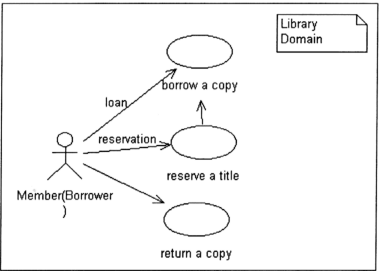 Library
Domain
borrow a copy
loan
reservation
reserve a title
Member(Borrower
)
return a copy